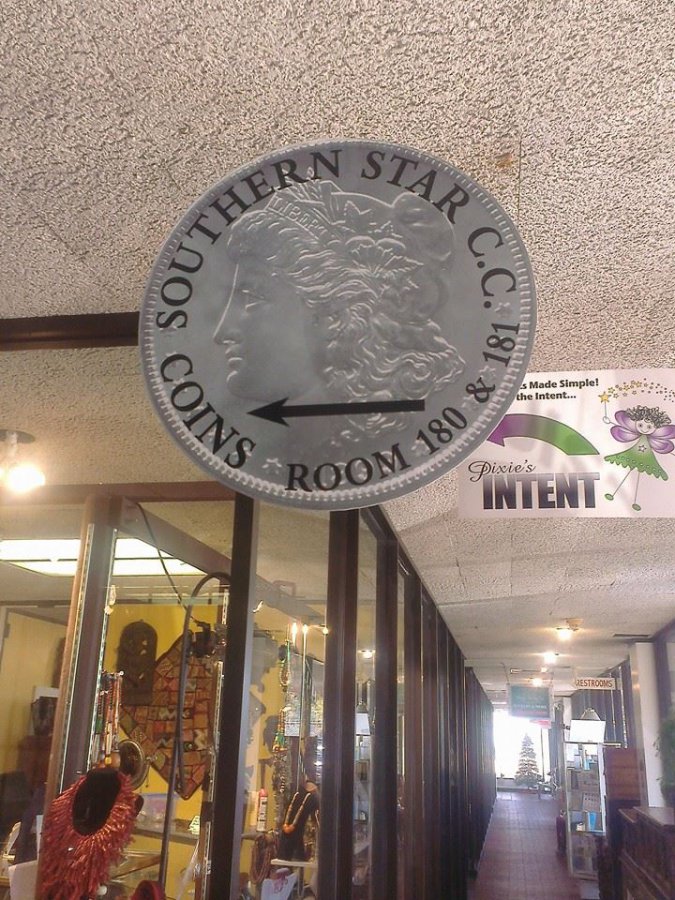 SOUTHERN STAR C.C.
COINS ROOM 180 & 181
LIBERTY
s Made Simple!
the Intent...
Pixie's
INTENT
RESTROOMS